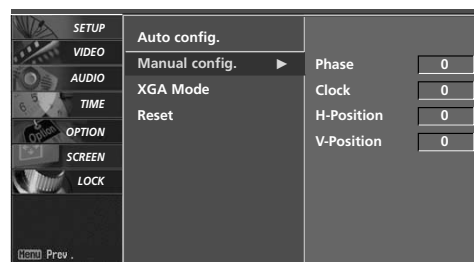 SETUP
VIDEO
AUDIO
TIME
OPTION
SCREEN
LOCK
Menu Prev.
Auto config.
Manual config. ▶
XGA Mode
Reset
Phase 0
Clock 0
H-Position 0
V-Position 0